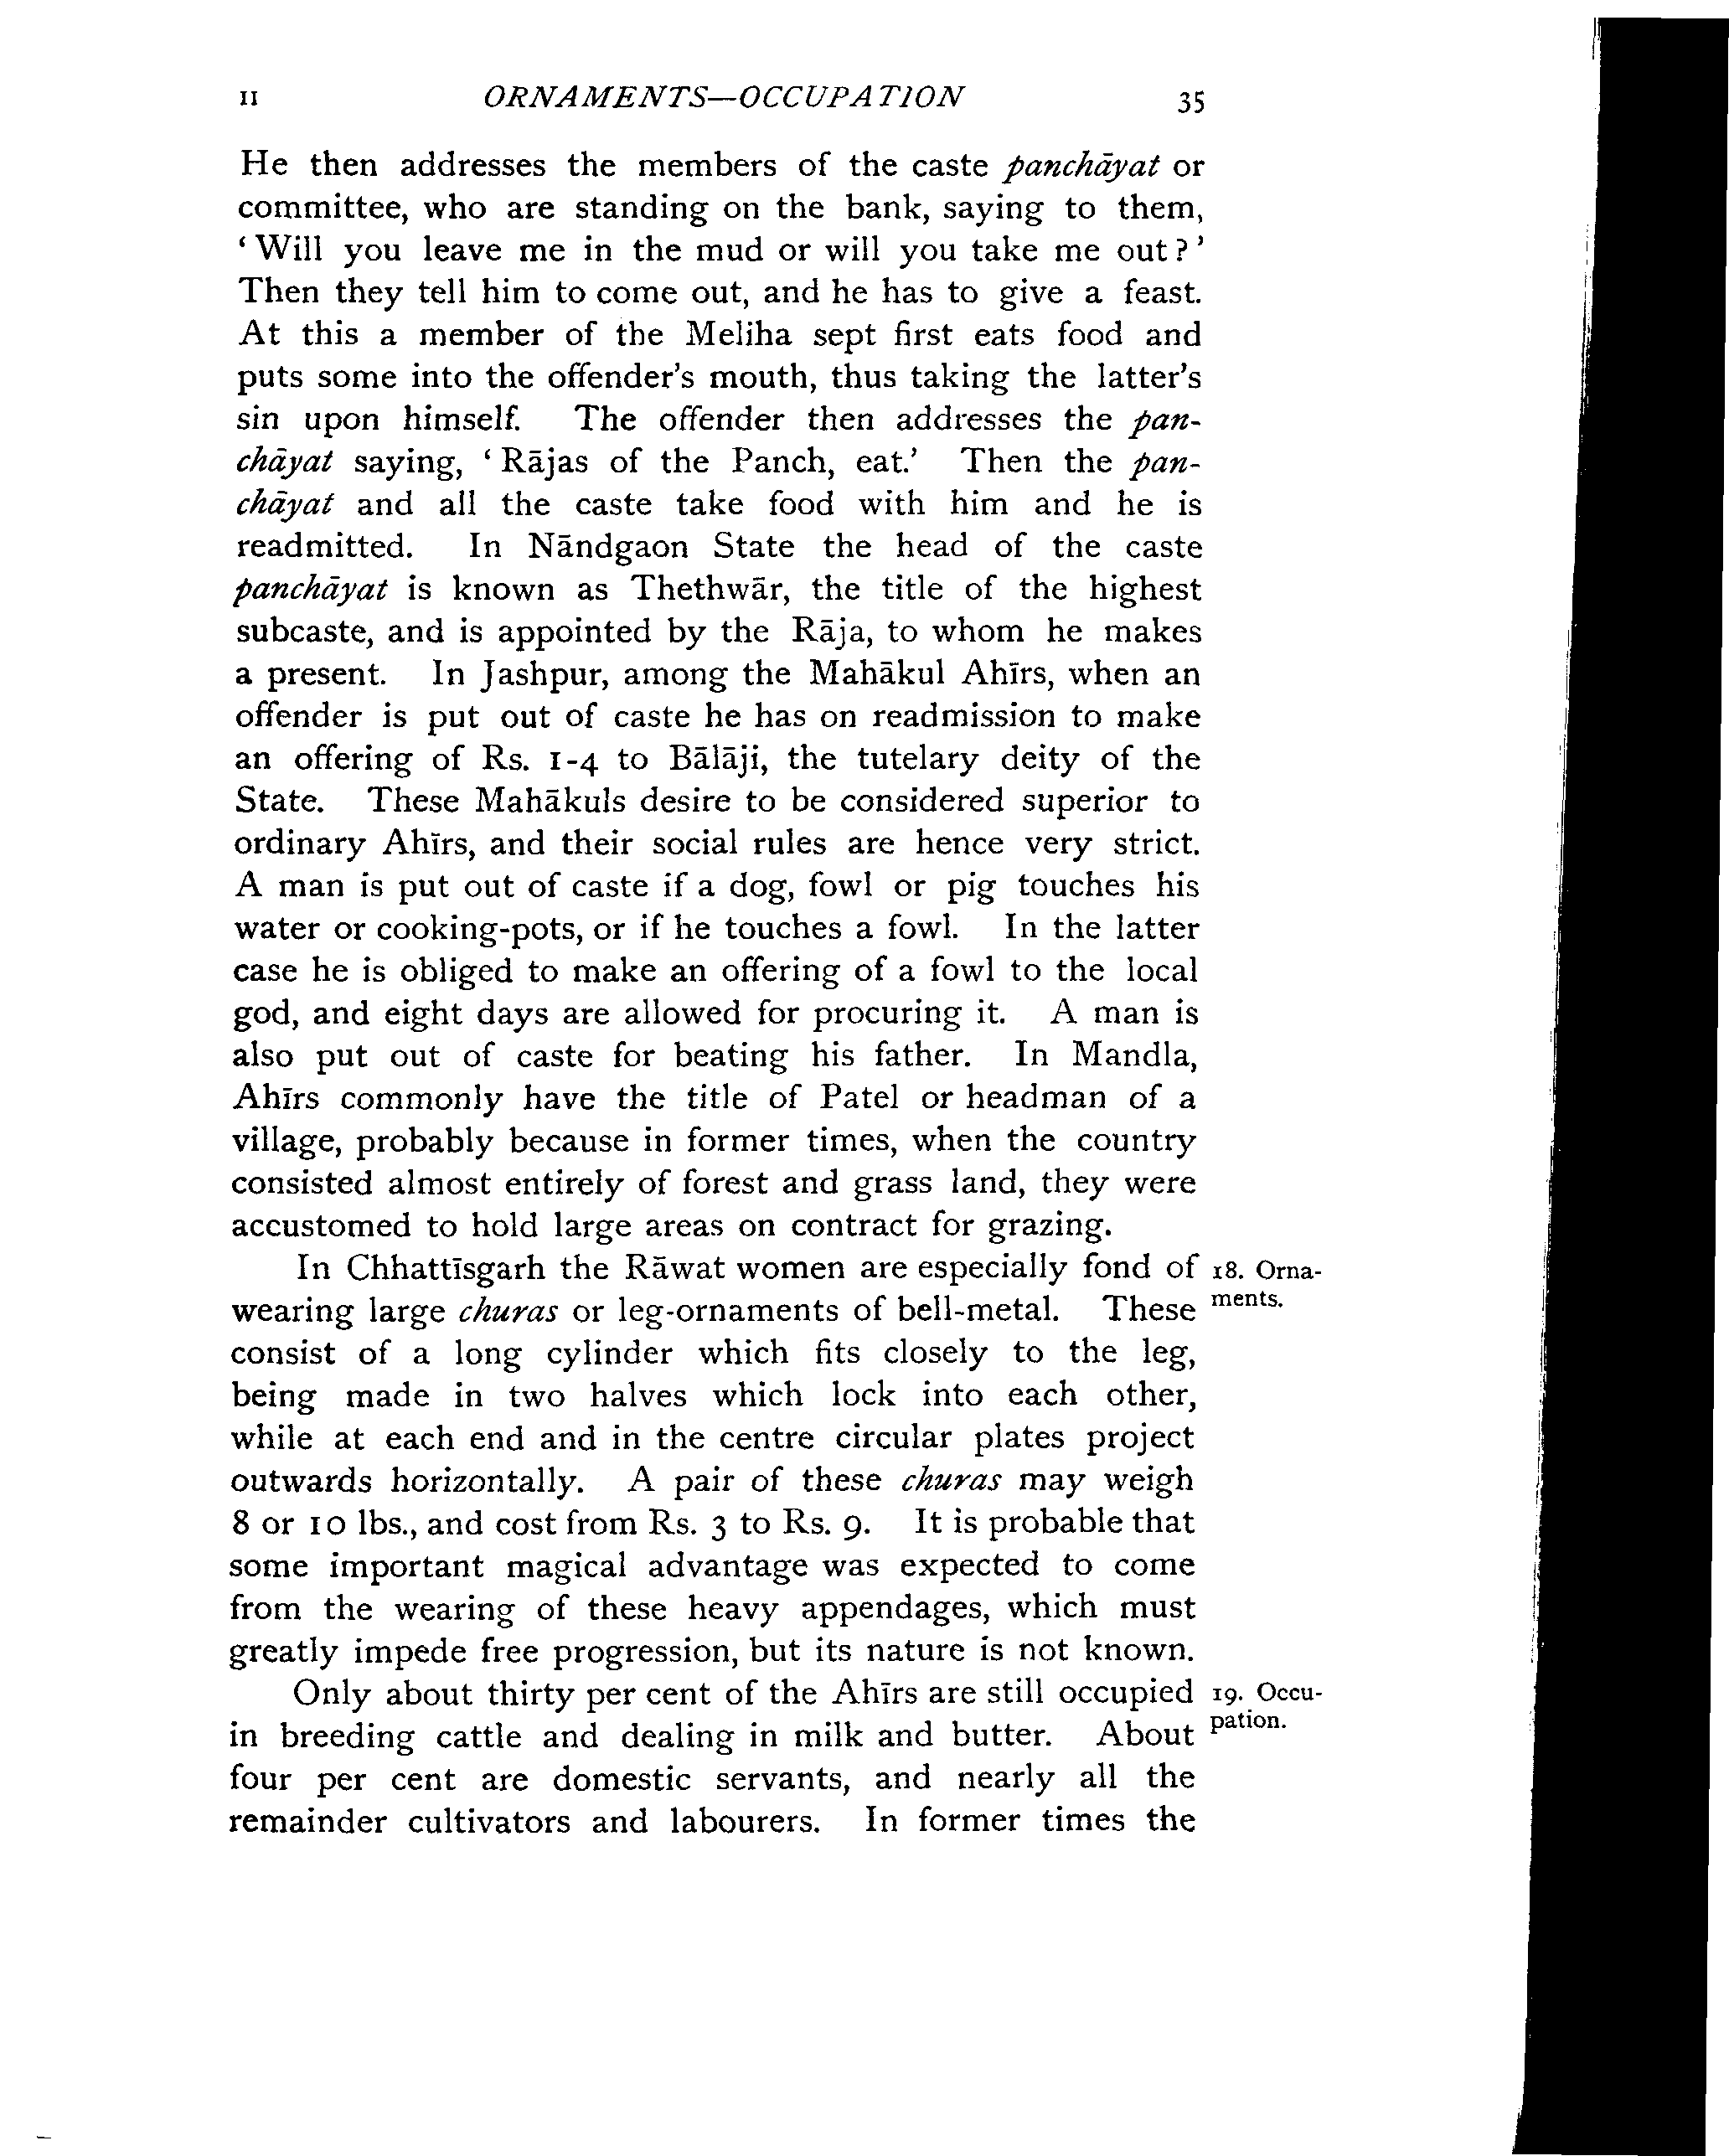 II ORNAMENTS—OCCUPATION 35
He then addresses the members of the caste panchāyat or
committee, who are standing on the bank, saying to them,
‘Will you leave me in the mud or will you take me out?’
Then they tell him to come out, and he has to give a feast.
At this a member of the Meliha sept first eats food and
puts some into the offender’s mouth, thus taking the latter’s
sin upon himself. The offender then addresses the pan-
chāyat saying, ‘Rājas of the Panch, eat.’ Then the pan-
chāyat and all the caste take food with him and he is
readmitted. In Nāndgaon State the head of the caste
panchāyat is known as Thethwār, the title of the highest
subcaste, and is appointed by the Rāja, to whom he makes
a present. In Jashpur, among the Mahākul Ahīrs, when an
offender is put out of caste he has on readmission to make
an offering of Rs. 1-4 to Bālāji, the tutelary deity of the
State. These Mahākuls desire to be considered superior to
ordinary Ahīrs, and their social rules are hence very strict.
A man is put out of caste if a dog, fowl or pig touches his
water or cooking-pots, or if he touches a fowl. In the latter
case he is obliged to make an offering of a fowl to the local
god, and eight days are allowed for procuring it. A man is
also put out of caste for beating his father. In Mandla,
Ahīrs commonly have the title of Patel or headman of a
village, probably because in former times, when the country
consisted almost entirely of forest and grass land, they were
accustomed to hold large areas on contract for grazing.
In Chhattīsgarh the Rāwat women are especially fond of 18. Orna-
wearing large churas or leg-ornaments of bell-metal. These ments.
consist of a long cylinder which fits closely to the leg,
being made in two halves which lock into each other,
while at each end and in the centre circular plates project
outwards horizontally. A pair of these churas may weigh
8 or 10 lbs., and cost from Rs. 3 to Rs. 9. It is probable that
some important magical advantage was expected to come
from the wearing of these heavy appendages, which must
greatly impede free progression, but its nature is not known.
Only about thirty per cent of the Ahīrs are still occupied 19. Occu-
in breeding cattle and dealing in milk and butter. About pation.
four per cent are domestic servants, and nearly all the
remainder cultivators and labourers. In former times the